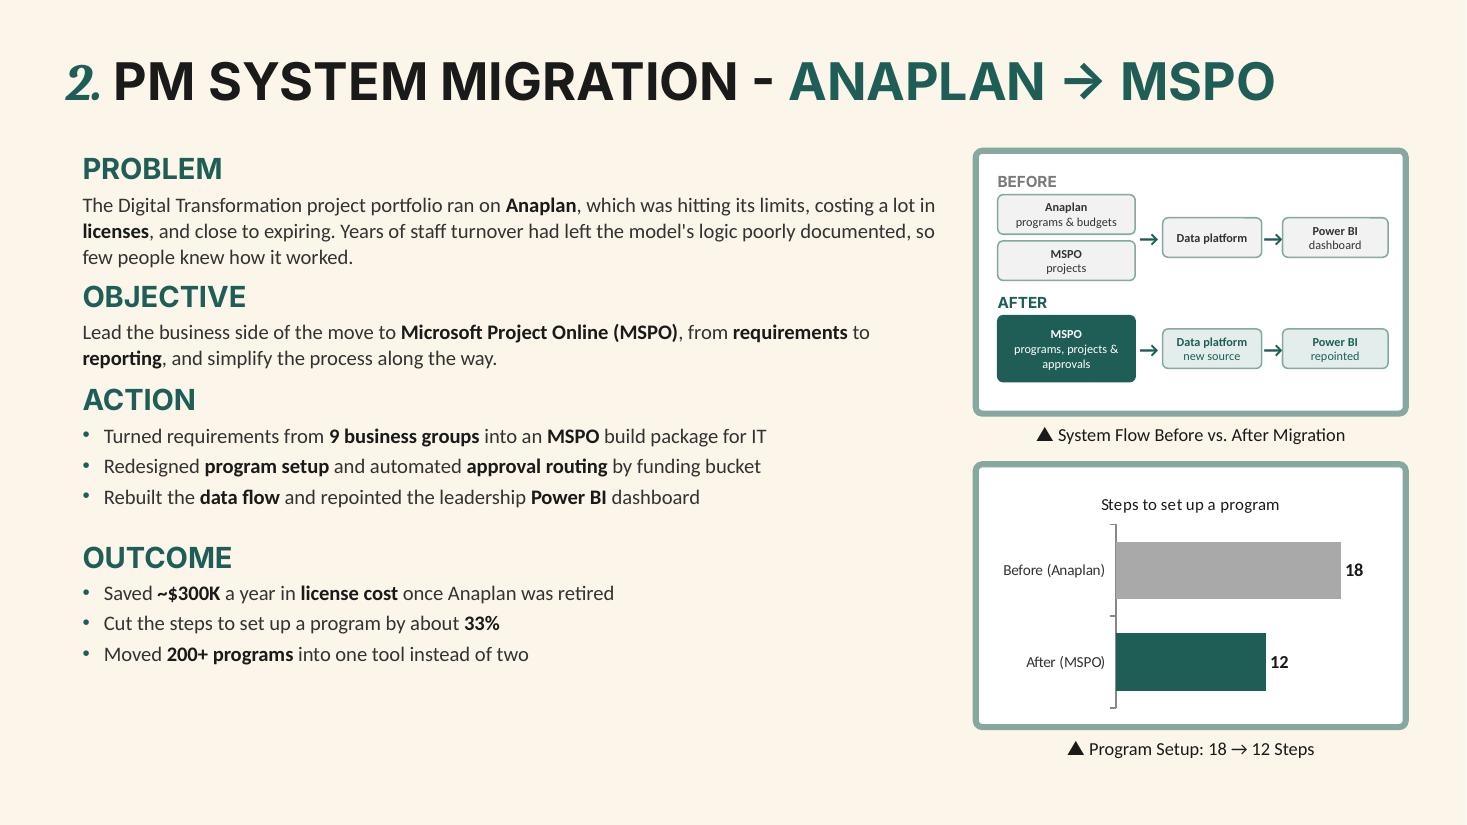 2. PM SYSTEM MIGRATION - ANAPLAN → MSPO
PROBLEM
The Digital Transformation project portfolio ran on Anaplan, which was hitting its limits, costing a lot in
licenses, and close to expiring. Years of staff turnover had left the model's logic poorly documented, so
few people knew how it worked.
OBJECTIVE
Lead the business side of the move to Microsoft Project Online (MSPO), from requirements to
reporting, and simplify the process along the way.
ACTION
• Turned requirements from 9 business groups into an MSPO build package for IT
• Redesigned program setup and automated approval routing by funding bucket
• Rebuilt the data flow and repointed the leadership Power BI dashboard
OUTCOME
• Saved ~$300K a year in license cost once Anaplan was retired
• Cut the steps to set up a program by about 33%
• Moved 200+ programs into one tool instead of two
BEFORE
Anaplan
programs & budgets
MSPO
projects
→
Data platform
→
Power BI
dashboard
AFTER
MSPO
programs, projects &
approvals
→
Data platform
new source
→
Power BI
repointed
▲ System Flow Before vs. After Migration
Steps to set up a program
Before (Anaplan)
18
After (MSPO)
12
▲ Program Setup: 18 → 12 Steps